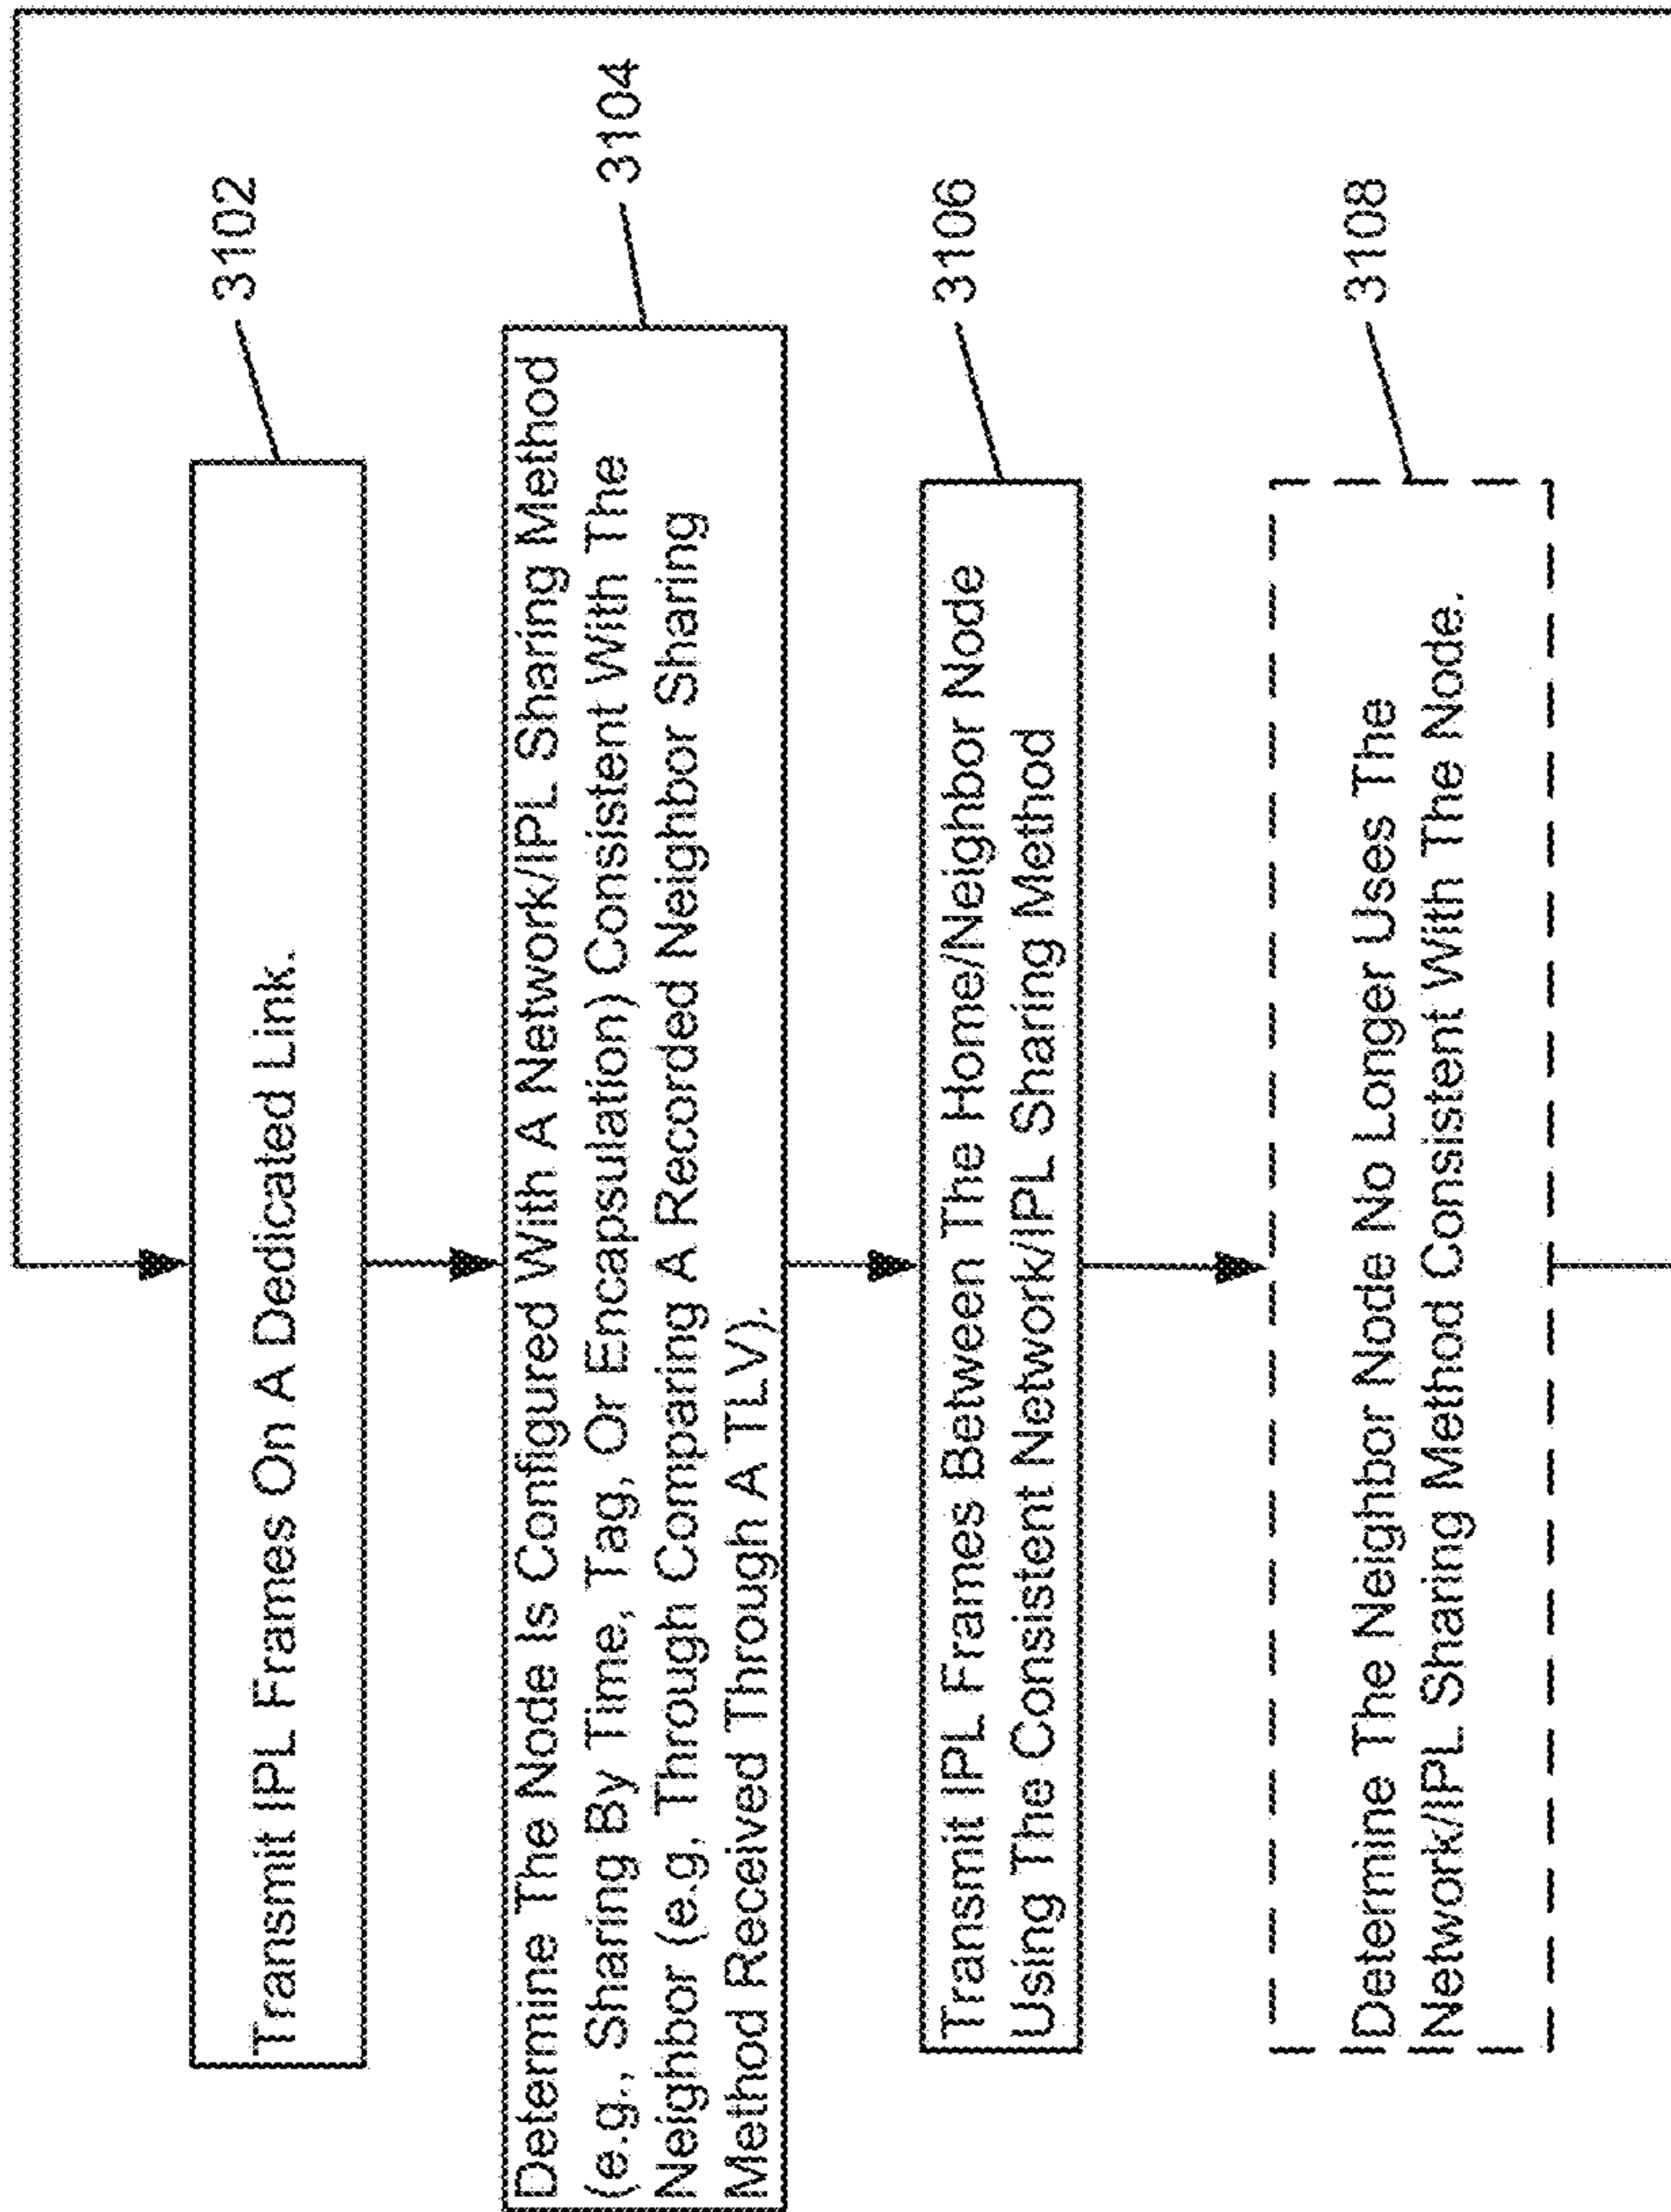 Transmit IPL Frames On A Dedicated Link.
3102
Determine The Node Is Configured With A Network/IPL Sharing Method
(e.g., Sharing By Time, Tag, Or Encapsulation) Consistent With The
Neighbor (e.g, Through Comparing A Recorded Neighbor Sharing
Method Received Through A TLV).
3104
Transmit IPL Frames Between The Home/Neighbor Node
Using The Consistent Network/IPL Sharing Method
3106
Determine The Neighbor Node No Longer Uses The
Network/IPL Sharing Method Consistent With The Node.
3108